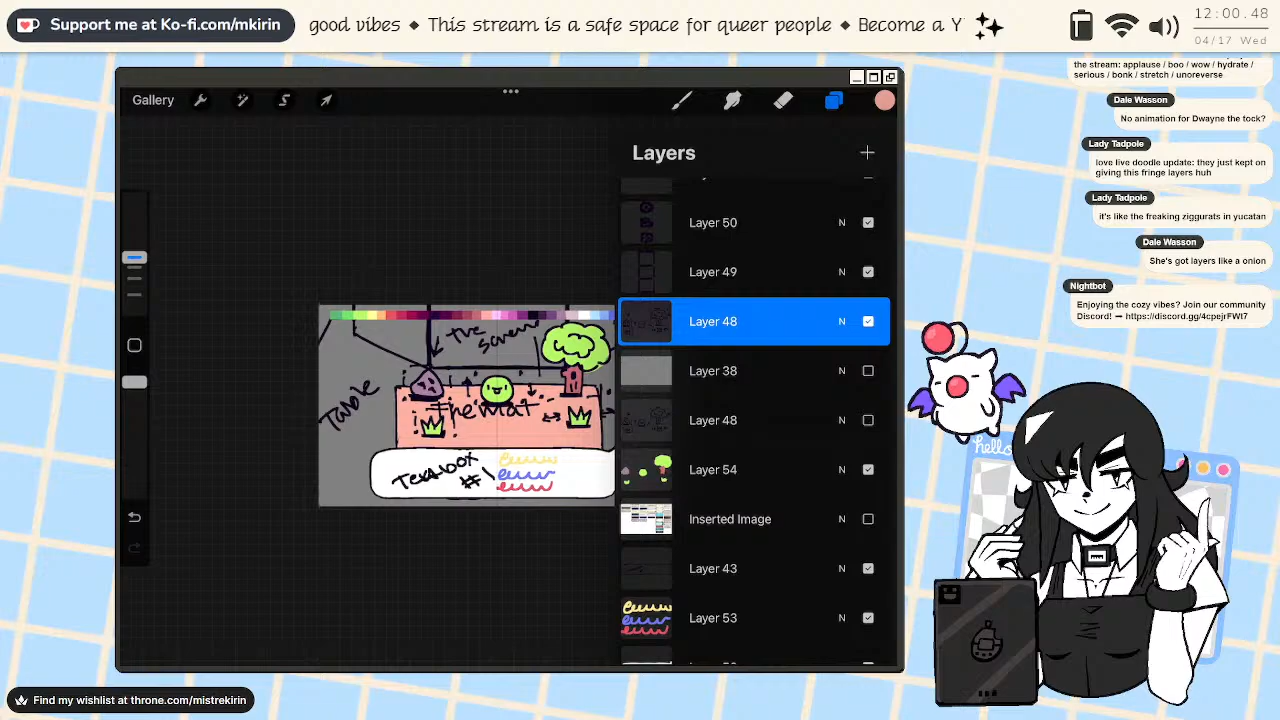 Support me at Ko-fi.com/mkirin
good vibes ◆ This stream is a safe space for queer people ◆ Become a Y
12:00.48
04/17 Wed
the stream: applause / boo / wow / hydrate /
serious / bonk / stretch / unreverse
Dale Wasson
No animation for Dwayne the tock?
Lady Tadpole
love live doodle update: they just kept on
giving this fringe layers huh
Lady Tadpole
it's like the freaking ziggurats in yucatan
Dale Wasson
She's got layers like a onion
Nightbot
Enjoying the cozy vibes? Join our community
Discord! ➡ https://discord.gg/4cpejrFWt7
Gallery
Layers
Layer 50 N
Layer 49 N
Layer 48 N
Layer 38 N
Layer 48 N
Layer 54 N
Inserted Image N
Layer 43 N
Layer 53 N
The
Screen
Table
The Mat
Textbox
#1
hello
Find my wishlist at throne.com/mistrekirin